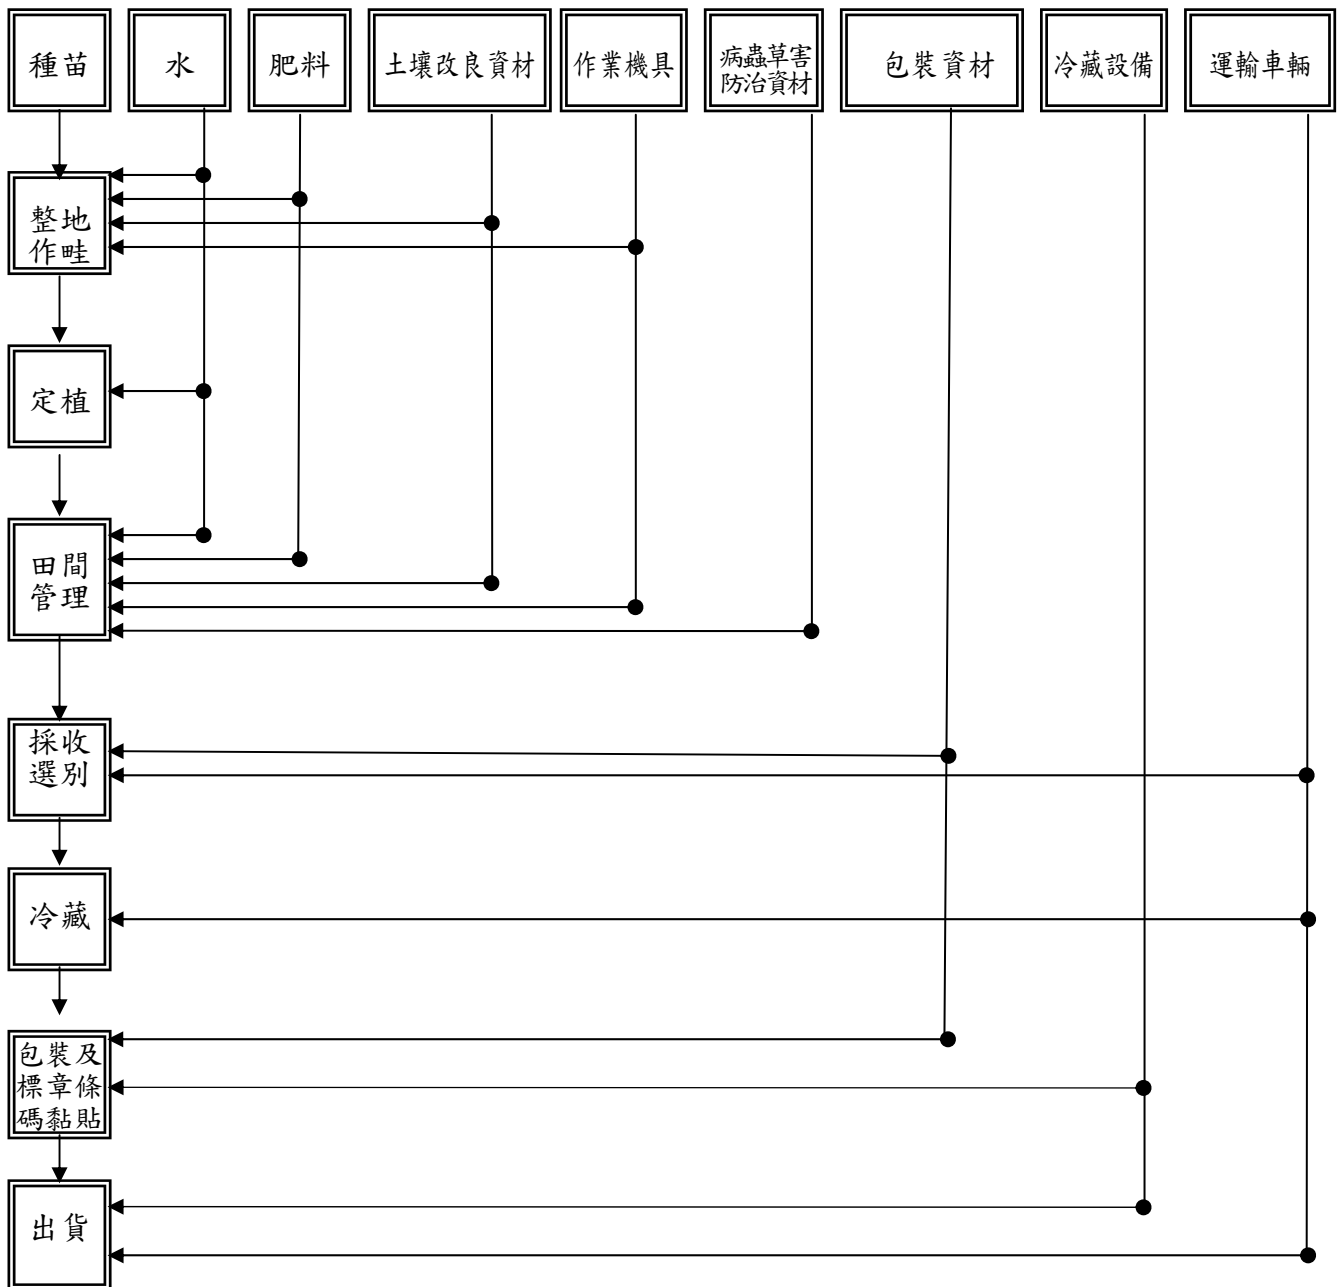 種苗
水
肥料
土壤改良資材
作業機具
病蟲草害
防治資材
包裝資材
冷藏設備
運輸車輛
整地
作畦
定植
田間
管理
採收
選別
冷藏
包裝及
標章條
碼黏貼
出貨